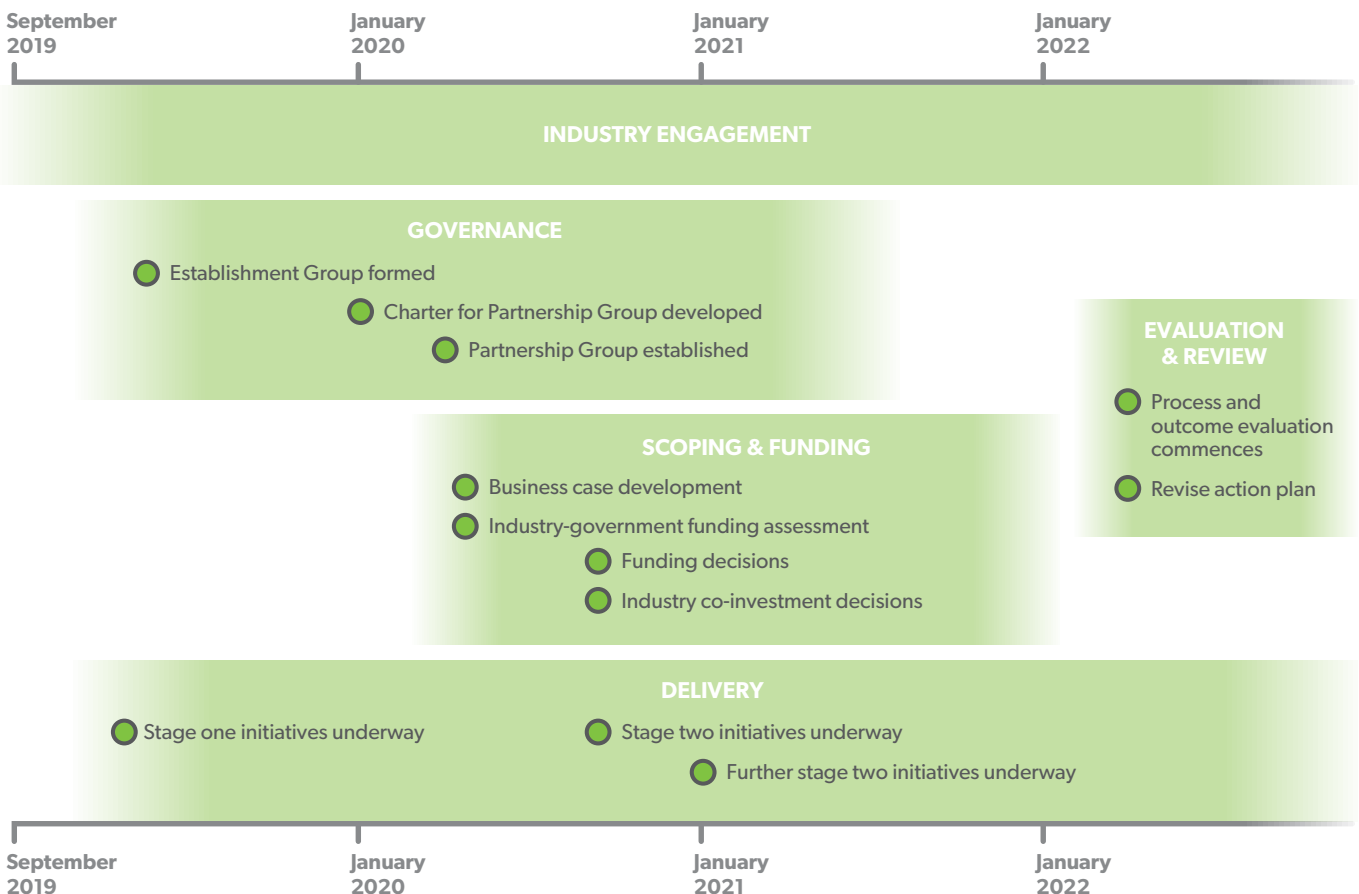 September
2019
January
2020
January
2021
January
2022
INDUSTRY ENGAGEMENT
GOVERNANCE
Establishment Group formed
Charter for Partnership Group developed
Partnership Group established
EVALUATION
& REVIEW
Process and
outcome evaluation
commences
Revise action plan
SCOPING & FUNDING
Business case development
Industry-government funding assessment
Funding decisions
Industry co-investment decisions
DELIVERY
Stage one initiatives underway
Stage two initiatives underway
Further stage two initiatives underway
September
2019
January
2020
January
2021
January
2022